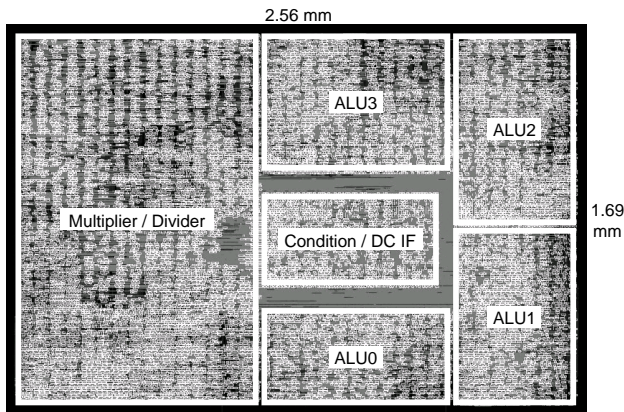 2.56 mm
ALU3
ALU2
Multiplier / Divider
Condition / DC IF
1.69
mm
ALU1
ALU0